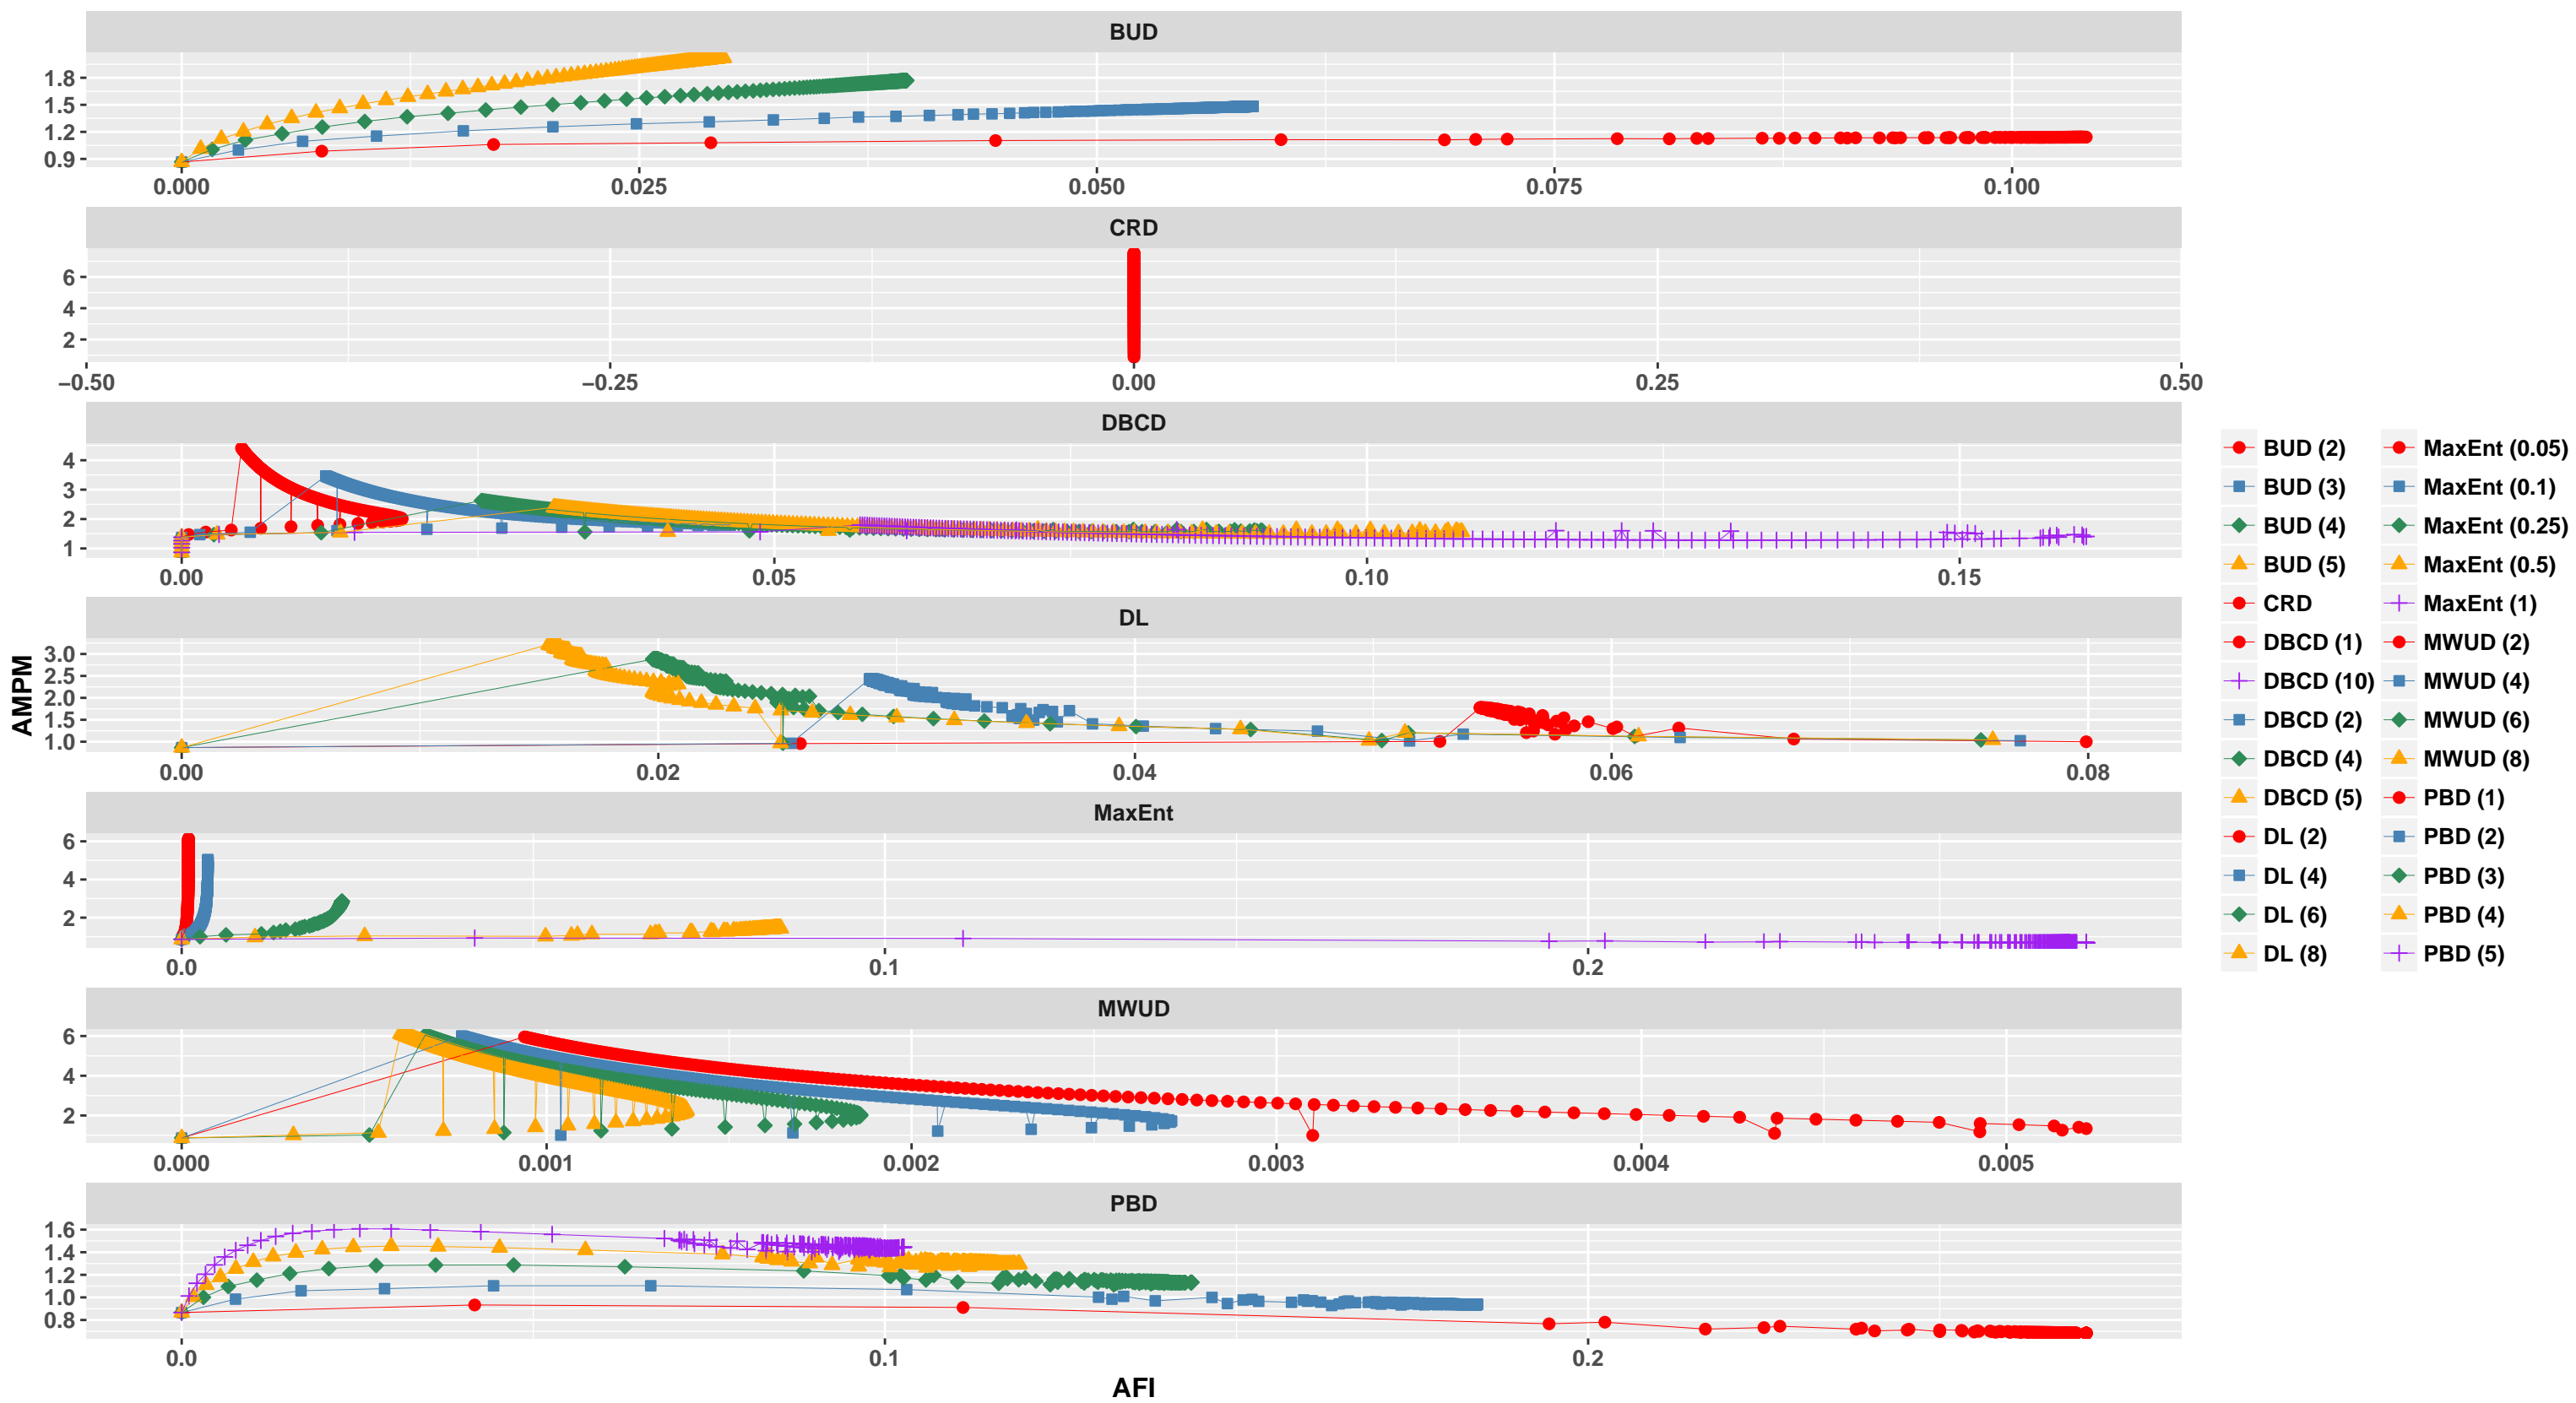 BUD
1.8
1.5
1.2
0.9
0.000 0.025 0.050 0.075 0.100
CRD
6
4
2
−0.50 −0.25 0.00 0.25 0.50
DBCD
4
3
2
1
0.00 0.05 0.10 0.15
DL
3.0
2.5
2.0
1.5
1.0
0.00 0.02 0.04 0.06 0.08
MaxEnt
6
4
2
0.0 0.1 0.2
MWUD
6
4
2
0.000 0.001 0.002 0.003 0.004 0.005
PBD
1.6
1.4
1.2
1.0
0.8
0.0 0.1 0.2
AFI
AMPM
BUD (2)
BUD (3)
BUD (4)
BUD (5)
CRD
DBCD (1)
DBCD (10)
DBCD (2)
DBCD (4)
DBCD (5)
DL (2)
DL (4)
DL (6)
DL (8)
MaxEnt (0.05)
MaxEnt (0.1)
MaxEnt (0.25)
MaxEnt (0.5)
MaxEnt (1)
MWUD (2)
MWUD (4)
MWUD (6)
MWUD (8)
PBD (1)
PBD (2)
PBD (3)
PBD (4)
PBD (5)